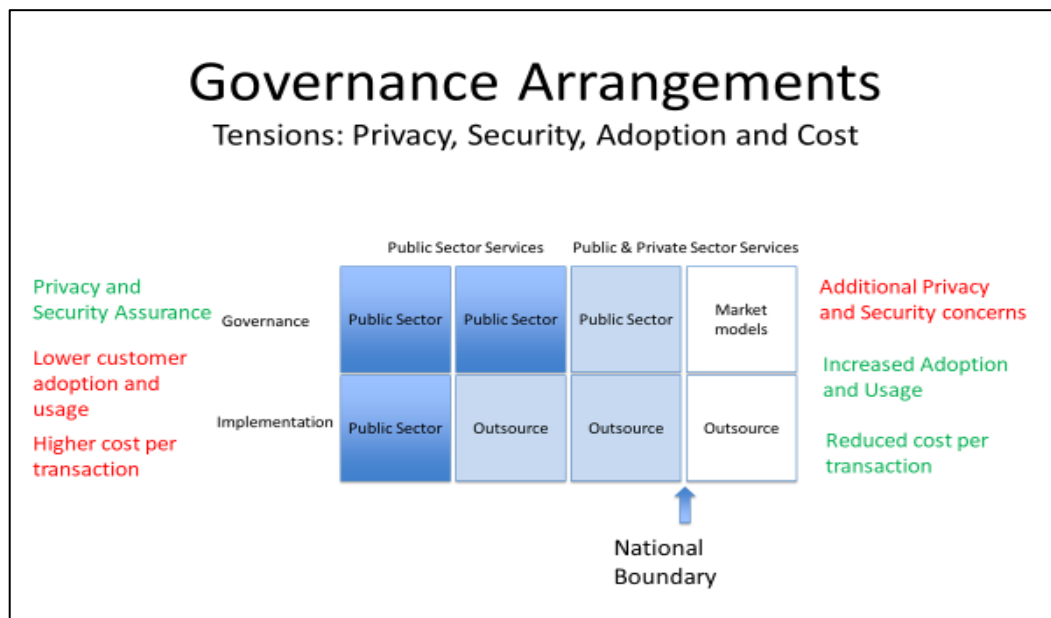 Governance Arrangements
Tensions: Privacy, Security, Adoption and Cost
Public Sector Services
Public & Private Sector Services
Privacy and
Security Assurance
Lower customer
adoption and
usage
Higher cost per
transaction
Governance
Public Sector
Public Sector
Public Sector
Market
models
Implementation
Public Sector
Outsource
Outsource
Outsource
Additional Privacy
and Security concerns
Increased Adoption
and Usage
Reduced cost per
transaction
National
Boundary